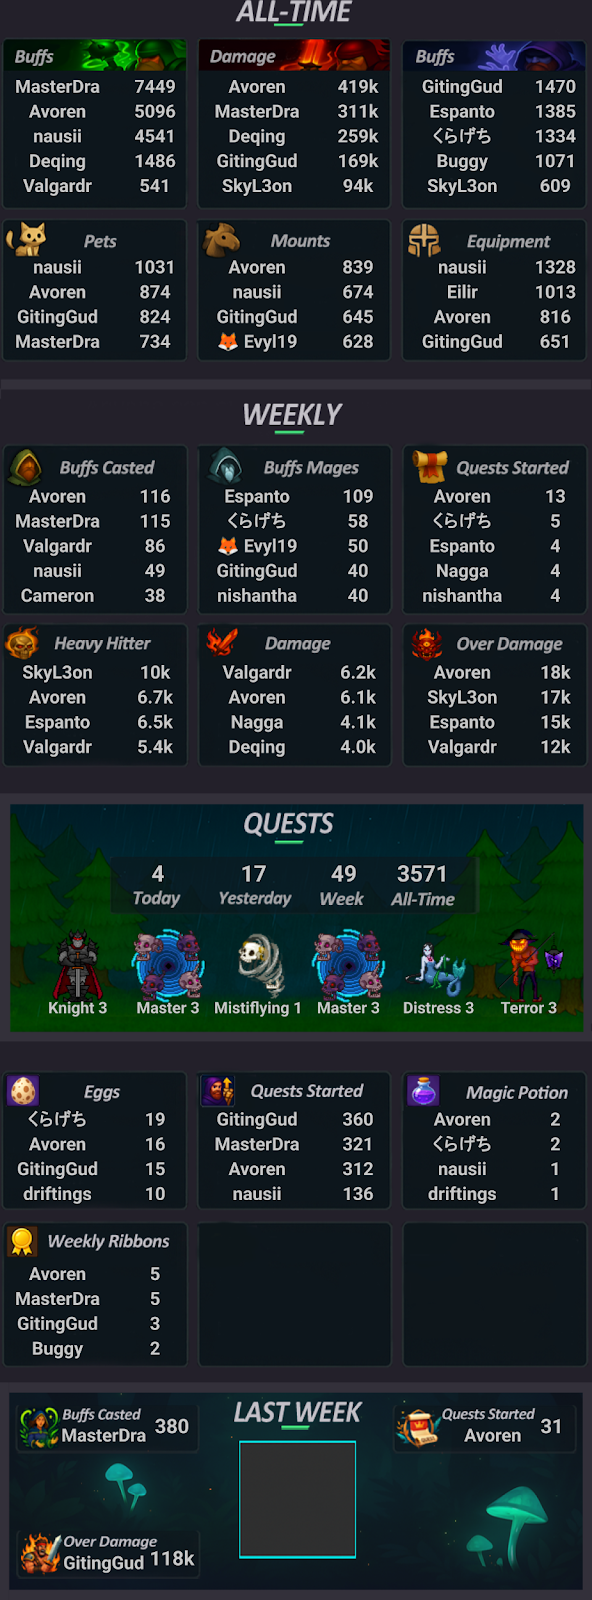 ALL-TIME
Buffs
MasterDra 7449
Avoren 5096
nausii 4541
Deqing 1486
Valgardr 541
Damage
Avoren 419k
MasterDra 311k
Deqing 259k
GitingGud 169k
SkyL3on 94k
Buffs
GitingGud 1470
Espanto 1385
くらげち 1334
Buggy 1071
SkyL3on 609
Pets
nausii 1031
Avoren 874
GitingGud 824
MasterDra 734
Mounts
Avoren 839
nausii 674
GitingGud 645
🦊 Evyl19 628
Equipment
nausii 1328
Eilir 1013
Avoren 816
GitingGud 651
WEEKLY
Buffs Casted
Avoren 116
MasterDra 115
Valgardr 86
nausii 49
Cameron 38
Buffs Mages
Espanto 109
くらげち 58
🦊 Evyl19 50
GitingGud 40
nishantha 40
Quests Started
Avoren 13
くらげち 5
Espanto 4
Nagga 4
nishantha 4
Heavy Hitter
SkyL3on 10k
Avoren 6.7k
Espanto 6.5k
Valgardr 5.4k
Damage
Valgardr 6.2k
Avoren 6.1k
Nagga 4.1k
Deqing 4.0k
Over Damage
Avoren 18k
SkyL3on 17k
Espanto 15k
Valgardr 12k
QUESTS
4 17 49 3571
Today Yesterday Week All-Time
Knight 3 Master 3 Mistiflying 1 Master 3 Distress 3 Terror 3
Eggs
くらげち 19
Avoren 16
GitingGud 15
driftings 10
Quests Started
GitingGud 360
MasterDra 321
Avoren 312
nausii 136
Magic Potion
Avoren 2
くらげち 2
nausii 1
driftings 1
Weekly Ribbons
Avoren 5
MasterDra 5
GitingGud 3
Buggy 2
LAST WEEK
Buffs Casted
MasterDra 380
Quests Started
Avoren 31
Over Damage
GitingGud 118k